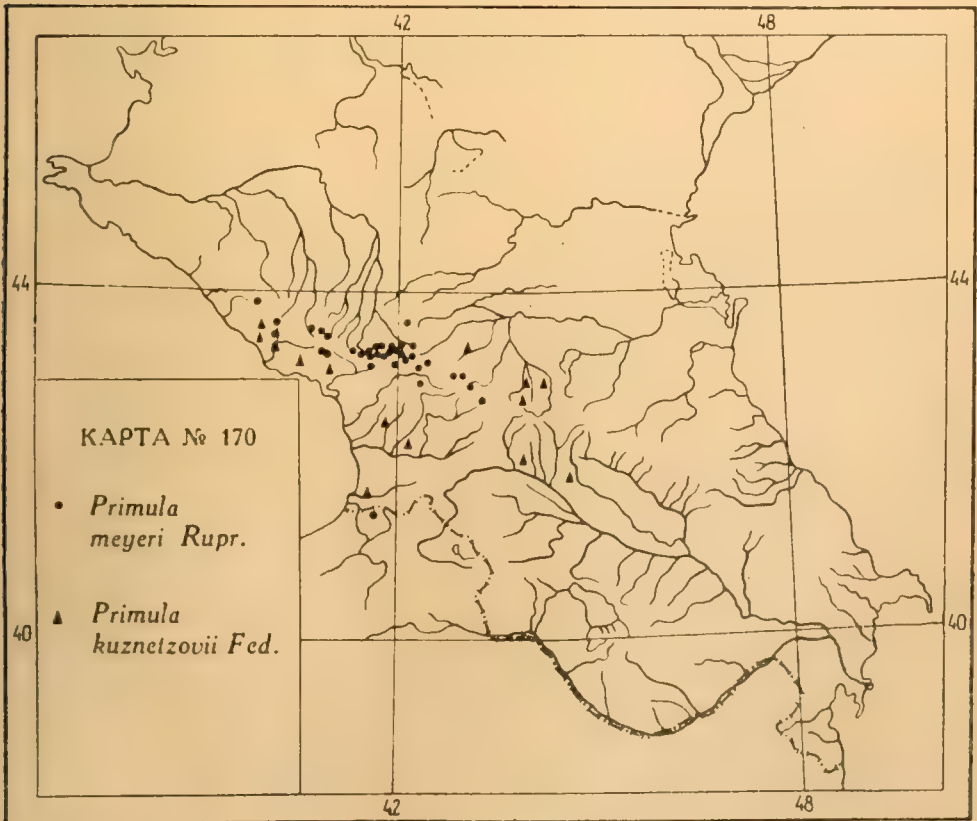 42 48
44 44
КАРТА № 170
Primula
meyeri Rupr.
Primula
kuznetzovii Fed.
40 40
42 48